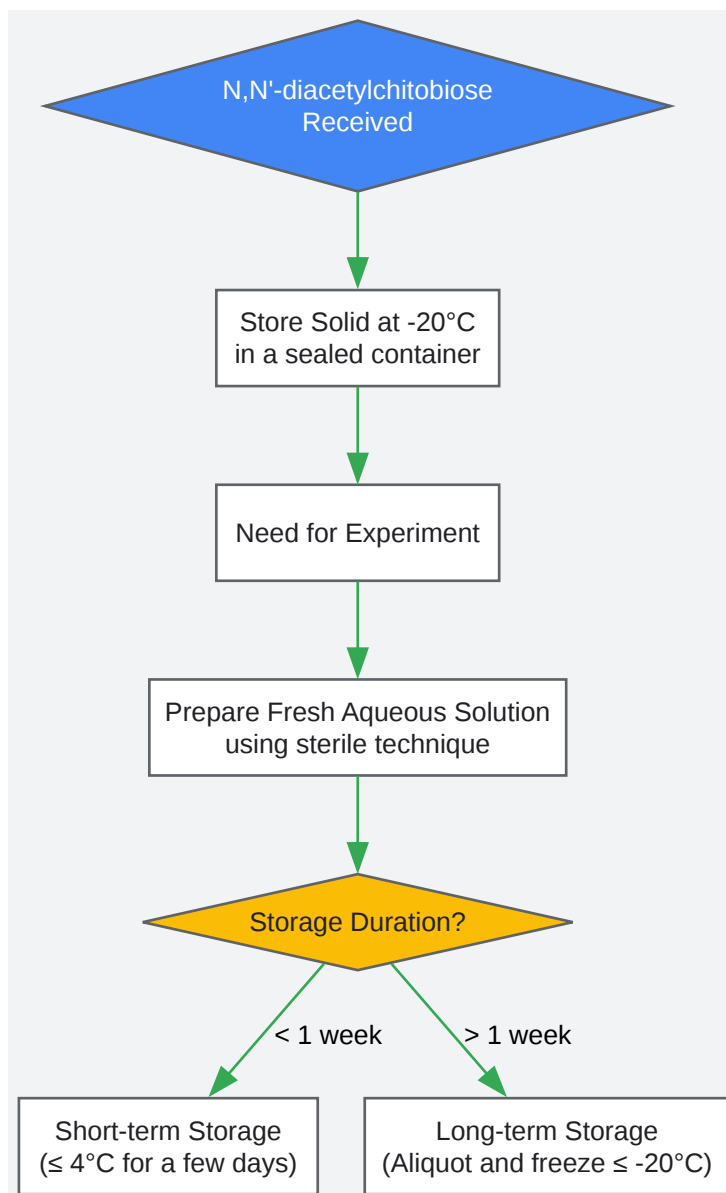 N,N'-diacetylchitobiose
Received
Store Solid at -20°C
in a sealed container
Need for Experiment
Prepare Fresh Aqueous Solution
using sterile technique
Storage Duration?
< 1 week
> 1 week
Short-term Storage
(≤ 4°C for a few days)
Long-term Storage
(Aliquot and freeze ≤ -20°C)